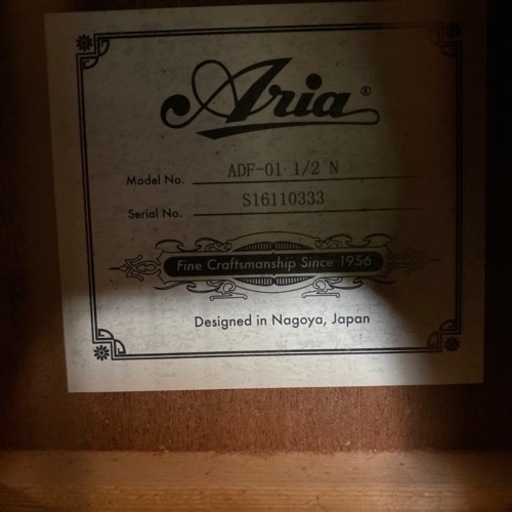 Aria®
Model No. ADF-01 1/2 N
Serial No. S16110333
Fine Craftsmanship Since 1956
Designed in Nagoya, Japan